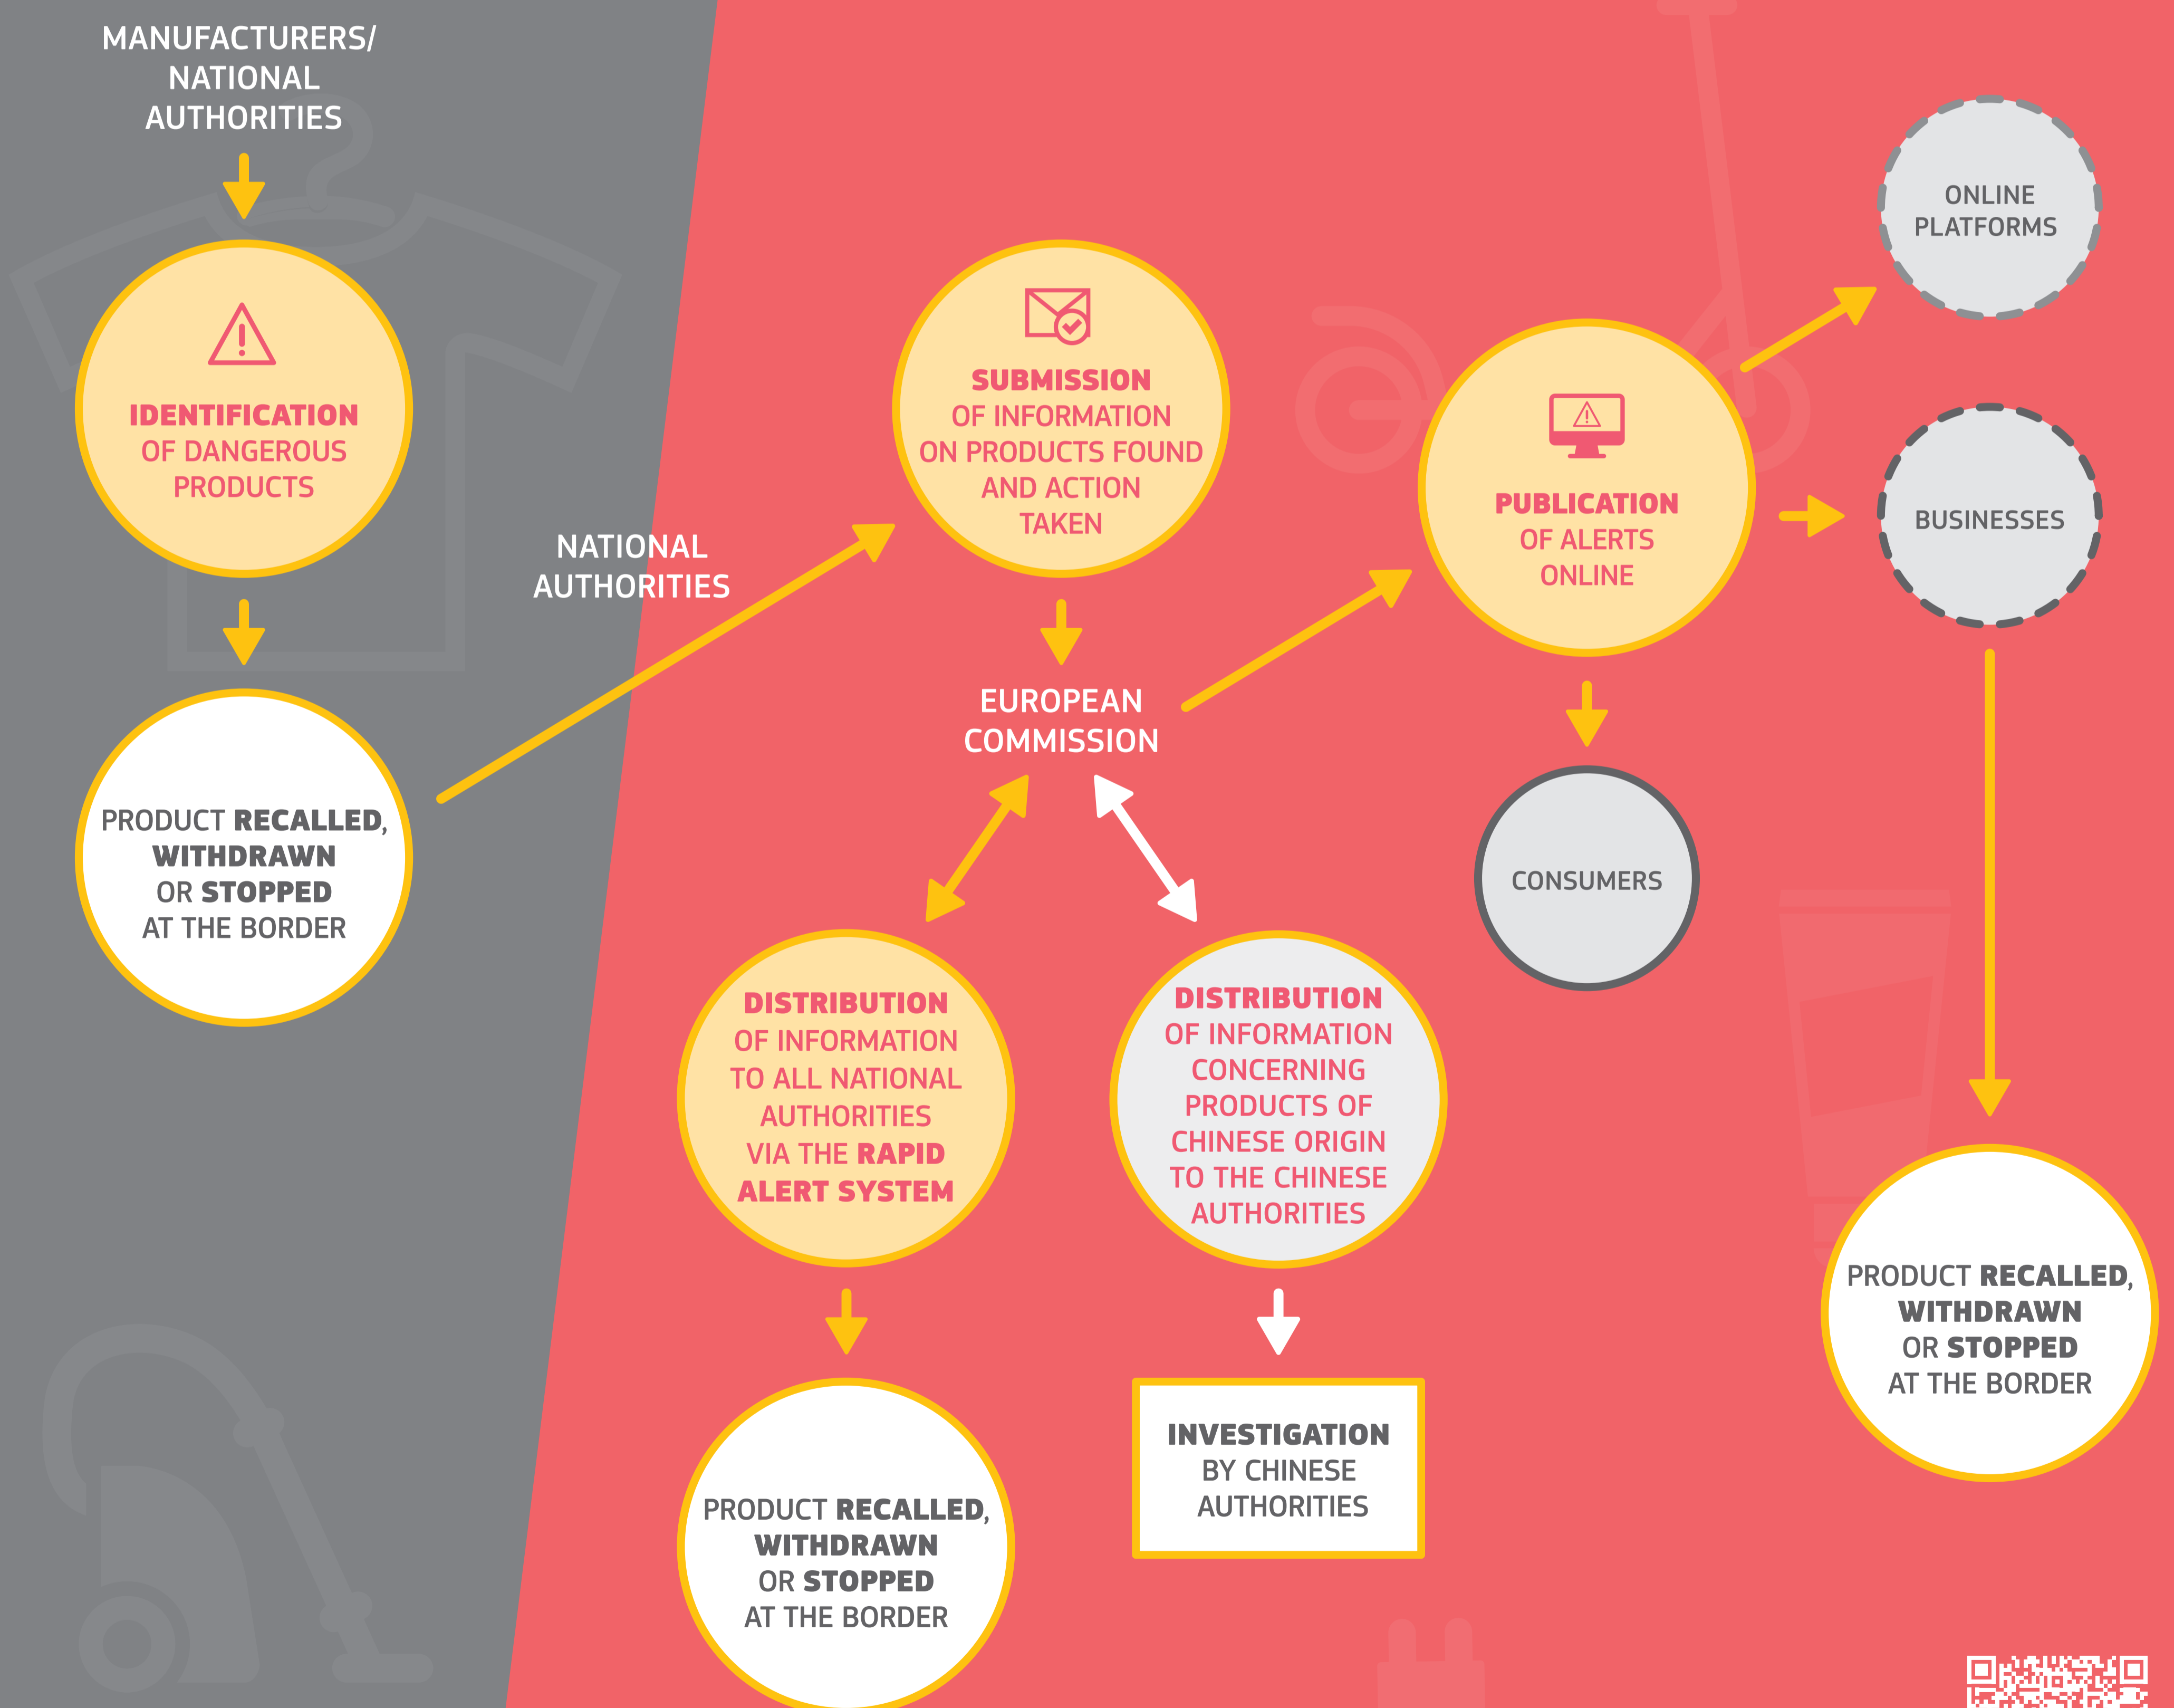 MANUFACTURERS/
NATIONAL
AUTHORITIES
IDENTIFICATION
OF DANGEROUS
PRODUCTS
PRODUCT RECALLED,
WITHDRAWN
OR STOPPED
AT THE BORDER
NATIONAL
AUTHORITIES
SUBMISSION
OF INFORMATION
ON PRODUCTS FOUND
AND ACTION
TAKEN
EUROPEAN
COMMISSION
DISTRIBUTION
OF INFORMATION
TO ALL NATIONAL
AUTHORITIES
VIA THE RAPID
ALERT SYSTEM
PRODUCT RECALLED,
WITHDRAWN
OR STOPPED
AT THE BORDER
DISTRIBUTION
OF INFORMATION
CONCERNING
PRODUCTS OF
CHINESE ORIGIN
TO THE CHINESE
AUTHORITIES
INVESTIGATION
BY CHINESE
AUTHORITIES
PUBLICATION
OF ALERTS
ONLINE
CONSUMERS
ONLINE
PLATFORMS
BUSINESSES
PRODUCT RECALLED,
WITHDRAWN
OR STOPPED
AT THE BORDER